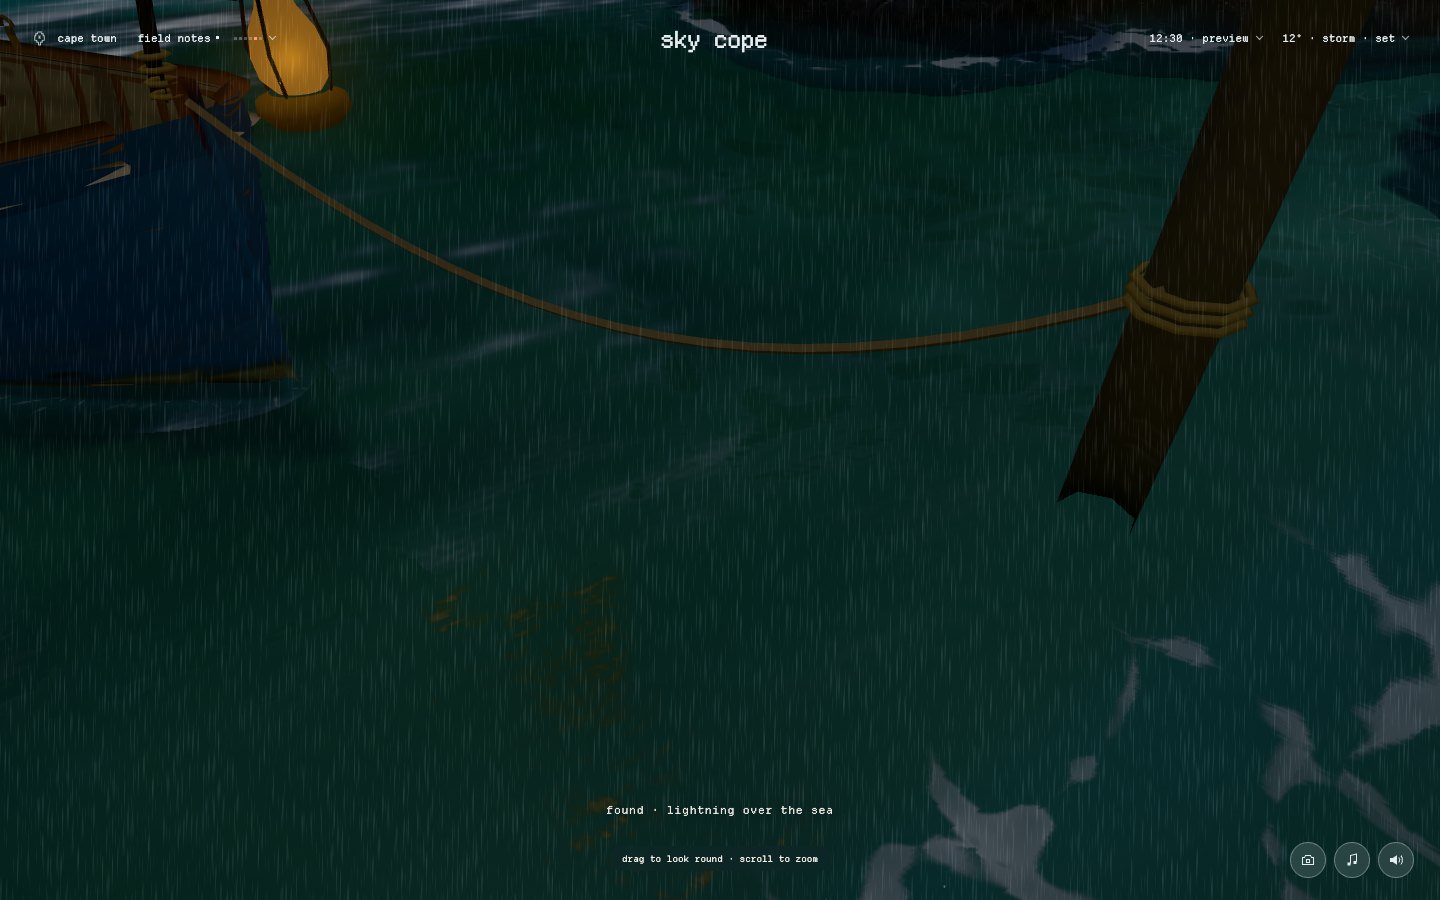 cape town field notes
sky cope
12:30 · preview
12° · storm · set
found · lightning over the sea
drag to look round · scroll to zoom